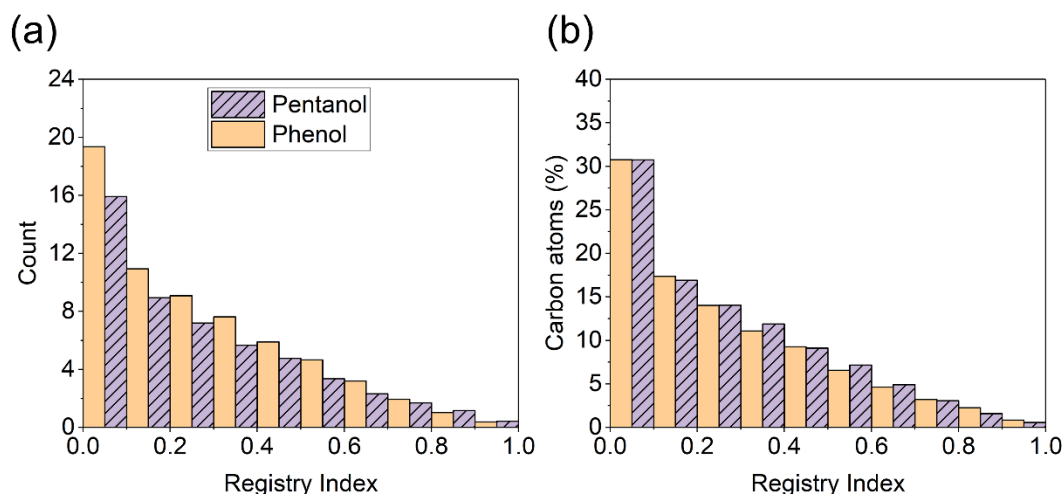 (a)
24
20
16
12
8
4
0
Count
0.0 0.2 0.4 0.6 0.8 1.0
Registry Index
Pentanol
Phenol
(b)
40
35
30
25
20
15
10
5
0
Carbon atoms (%)
0.0 0.2 0.4 0.6 0.8 1.0
Registry Index